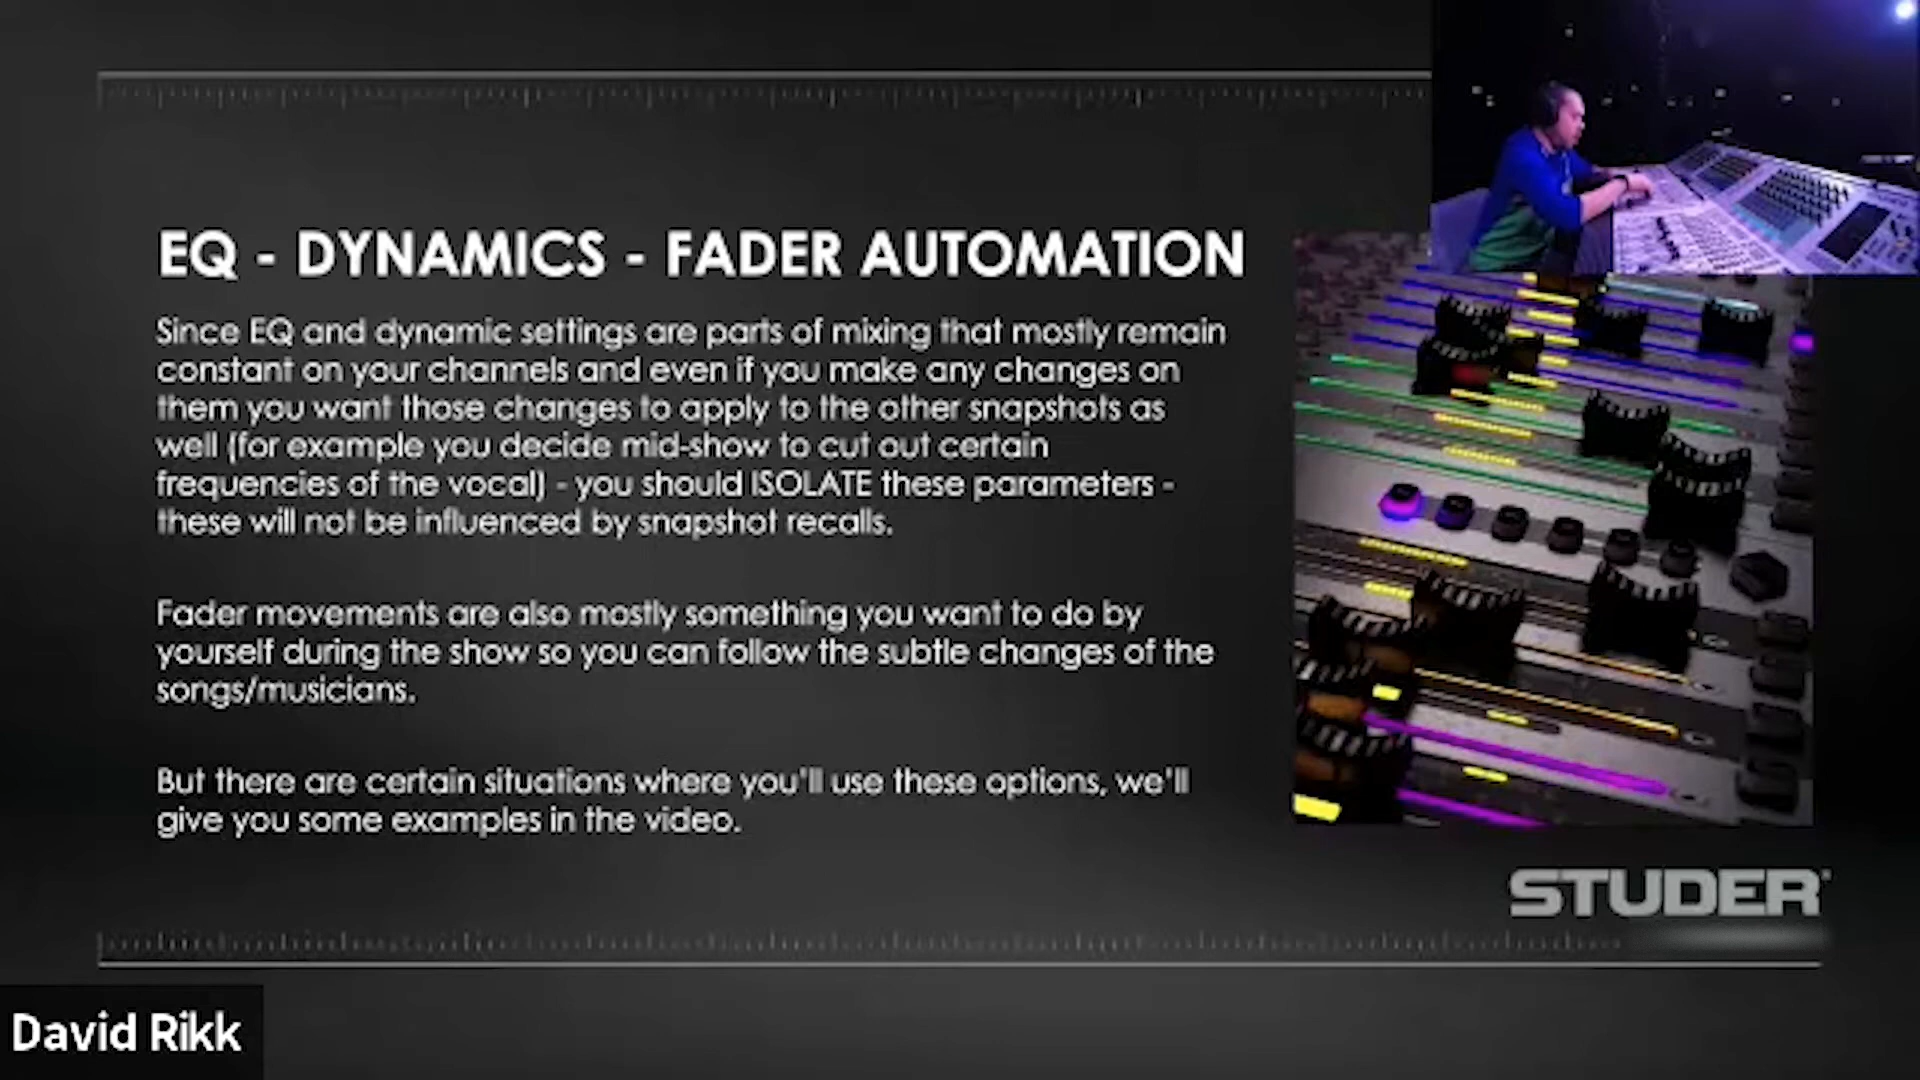 EQ - DYNAMICS - FADER AUTOMATION
Since EQ and dynamic settings are parts of mixing that mostly remain
constant on your channels and even if you make any changes on
them you want those changes to apply to the other snapshots as
well (for example you decide mid-show to cut out certain
frequencies of the vocal) - you should ISOLATE these parameters -
these will not be influenced by snapshot recalls.
Fader movements are also mostly something you want to do by
yourself during the show so you can follow the subtle changes of the
songs/musicians.
But there are certain situations where you'll use these options, we'll
give you some examples in the video.
STUDER
David Rikk